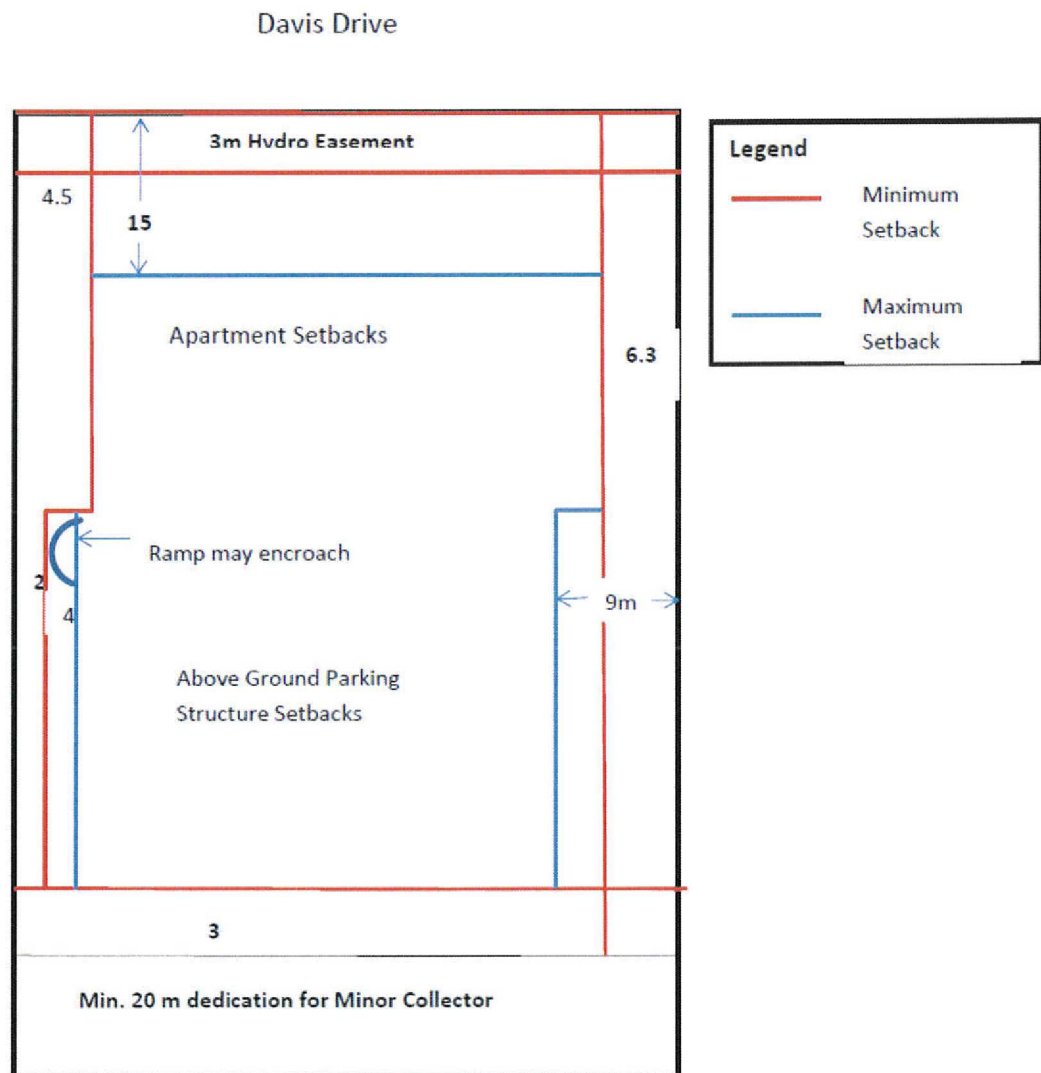 Davis Drive
3m Hydro Easement
Legend
4.5
Minimum
Setback
15
Maximum
Setback
Apartment Setbacks
6.3
Ramp may encroach
2
4
9m
Above Ground Parking
Structure Setbacks
3
Min. 20 m dedication for Minor Collector